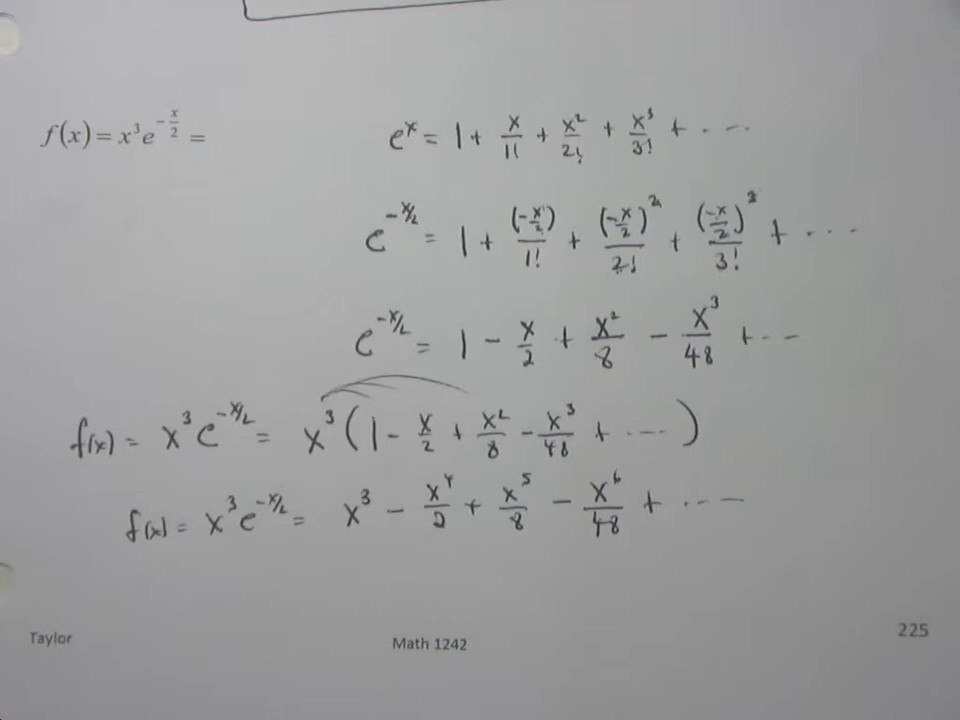 f(x) = x³e^(-x/2) =
e^x = 1 + x/1! + x²/2! + x³/3! + ·····
e^(-x/2) = 1 + (-x/2)/1! + (-x/2)²/2! + (-x/2)³/3! + ···
e^(-x/2) = 1 - x/2 + x²/8 - x³/48 + ···
f(x) = x³e^(-x/2) = x³(1 - x/2 + x²/8 - x³/48 + ····)
f(x) = x³e^(-x/2) = x³ - x⁴/2 + x⁵/8 - x⁶/48 + ····
Taylor Math 1242 225